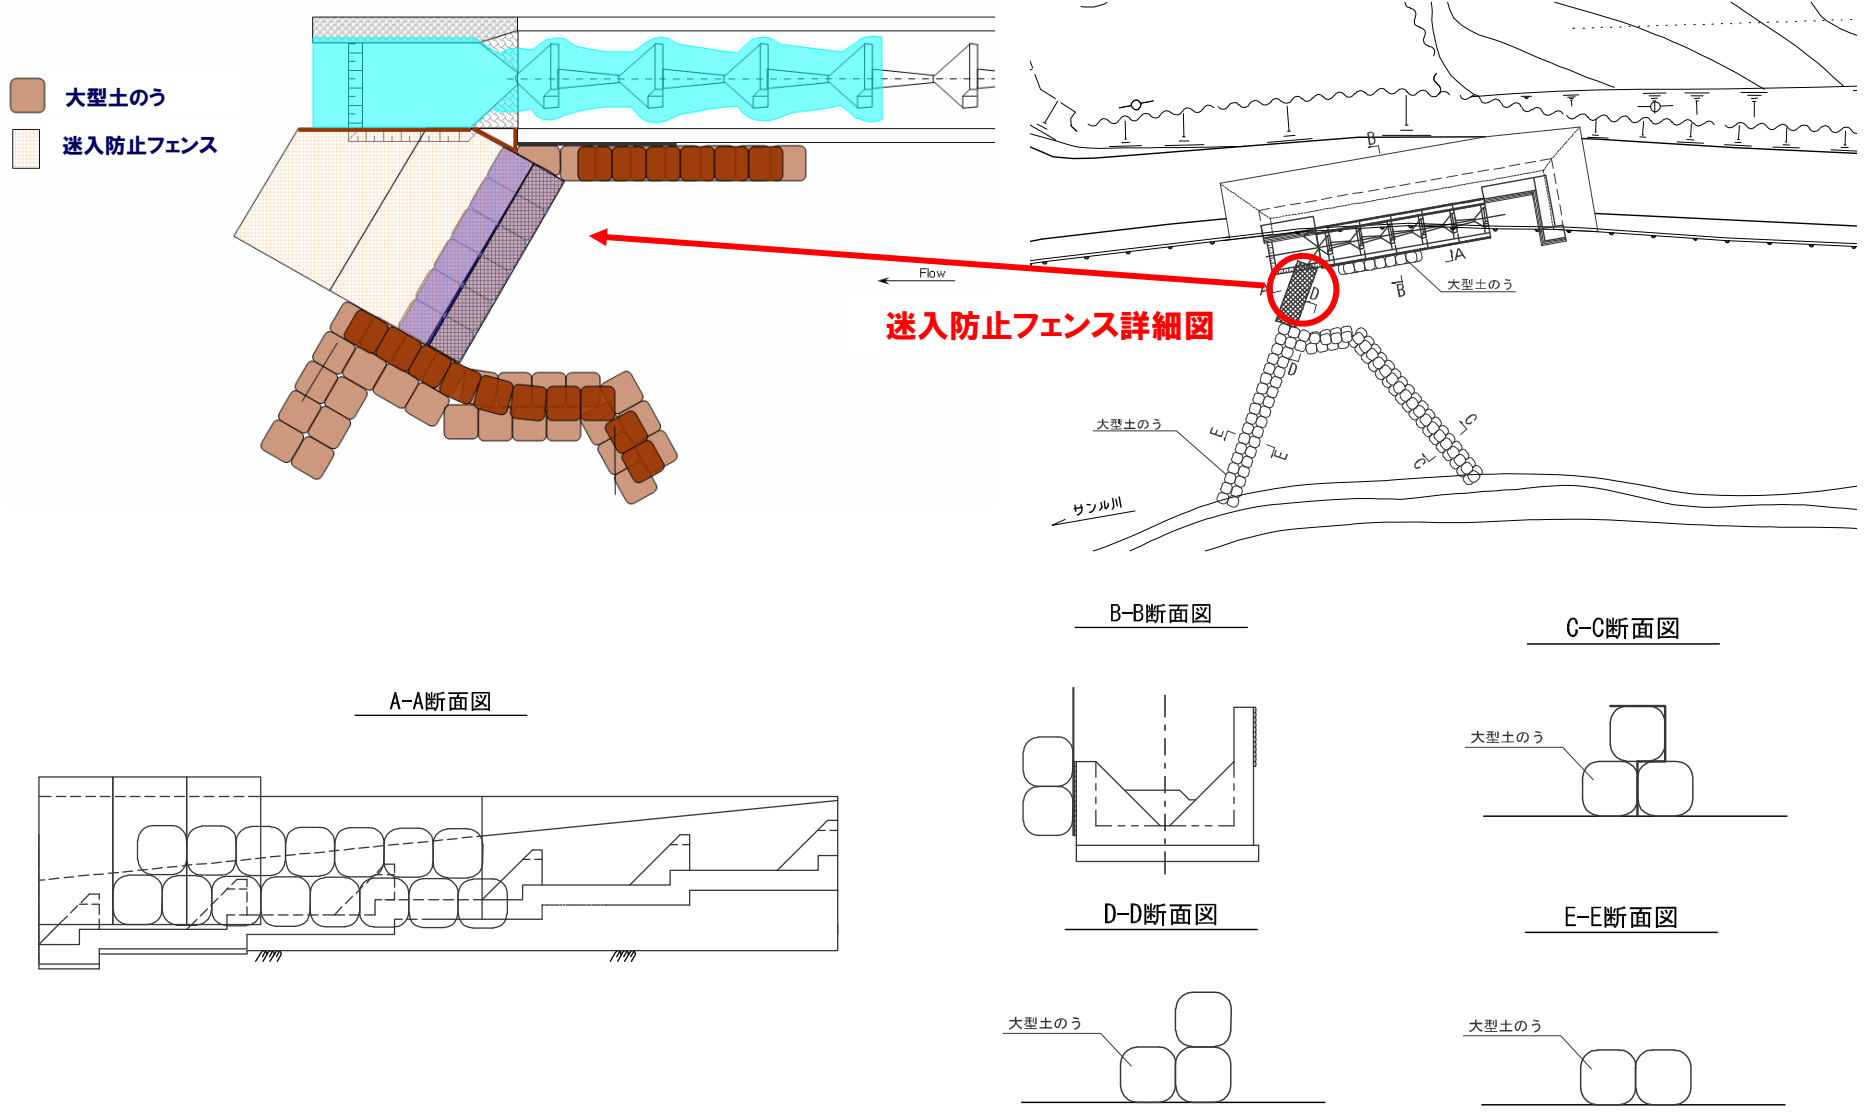 大型土のう
迷入防止フェンス
Flow
迷入防止フェンス詳細図
B
A
大型土のう
B
A
D
D
大型土のう
E
E
C
C
サンル川
B-B断面図
C-C断面図
A-A断面図
大型土のう
D-D断面図
E-E断面図
大型土のう
大型土のう